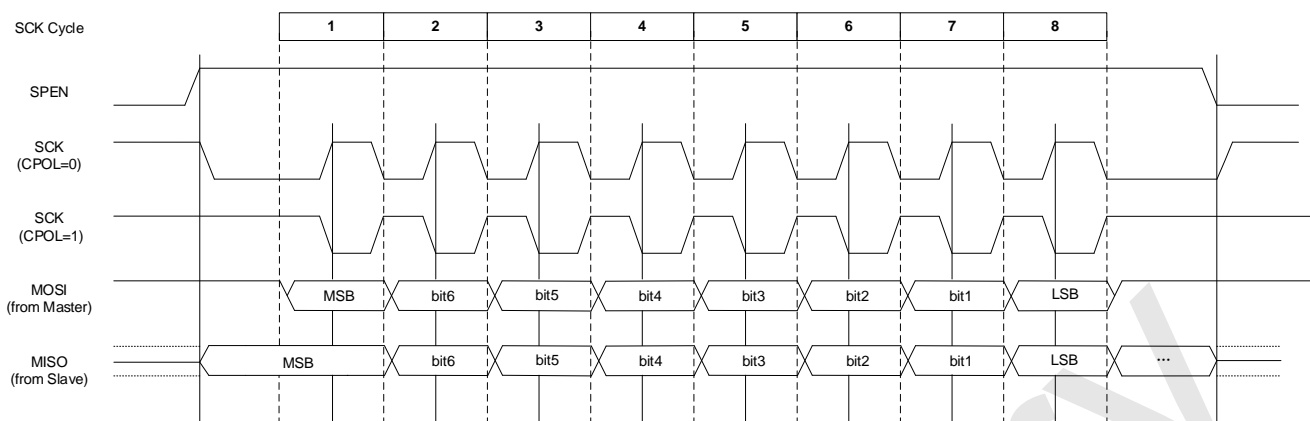 SCK Cycle 1 2 3 4 5 6 7 8
SPEN
SCK
(CPOL=0)
SCK
(CPOL=1)
MOSI
(from Master)
MSB bit6 bit5 bit4 bit3 bit2 bit1 LSB
MISO
(from Slave)
MSB bit6 bit5 bit4 bit3 bit2 bit1 LSB ...